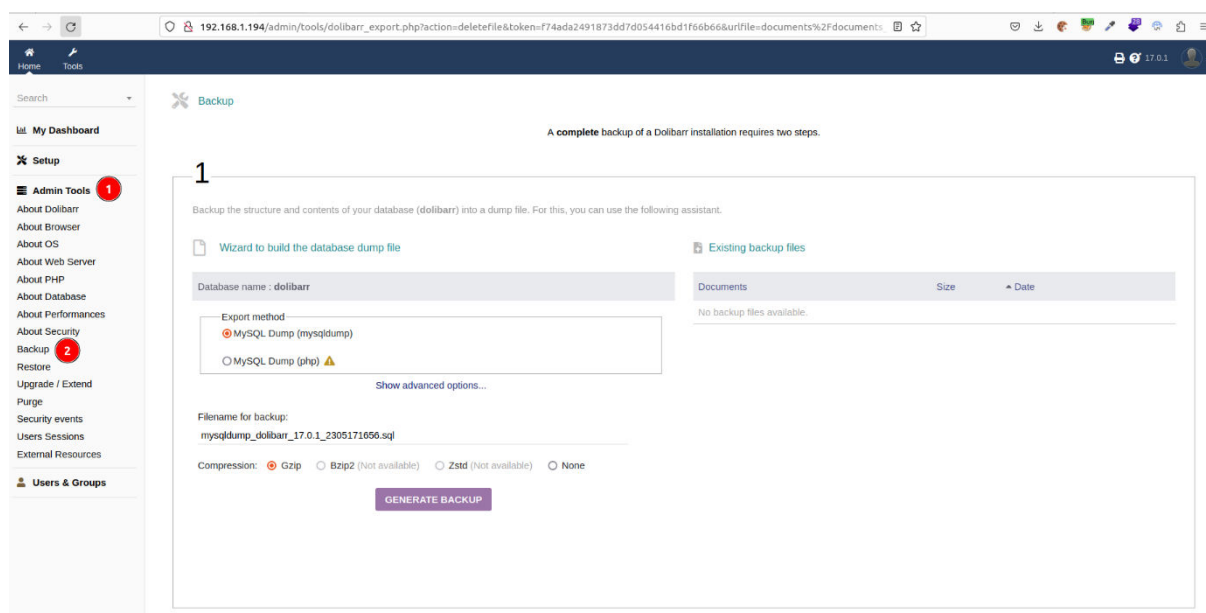 192.168.1.194/admin/tools/dolibarr_export.php?action=deletefile&token=f74ada2491873dd7d054416bd1f66b66&urlfile=documents%2Fdocuments
Home
Tools
17.0.1
Search
My Dashboard
Setup
Admin Tools 1
About Dolibarr
About Browser
About OS
About Web Server
About PHP
About Database
About Performances
About Security
Backup 2
Restore
Upgrade / Extend
Purge
Security events
Users Sessions
External Resources
Users & Groups
Backup
A complete backup of a Dolibarr installation requires two steps.
1
Backup the structure and contents of your database (dolibarr) into a dump file. For this, you can use the following assistant.
Wizard to build the database dump file
Database name : dolibarr
Export method
MySQL Dump (mysqldump)
MySQL Dump (php)
Show advanced options...
Filename for backup:
mysqldump_dolibarr_17.0.1_2305171656.sql
Compression: Gzip Bzip2 (Not available) Zstd (Not available) None
GENERATE BACKUP
Existing backup files
Documents Size Date
No backup files available.